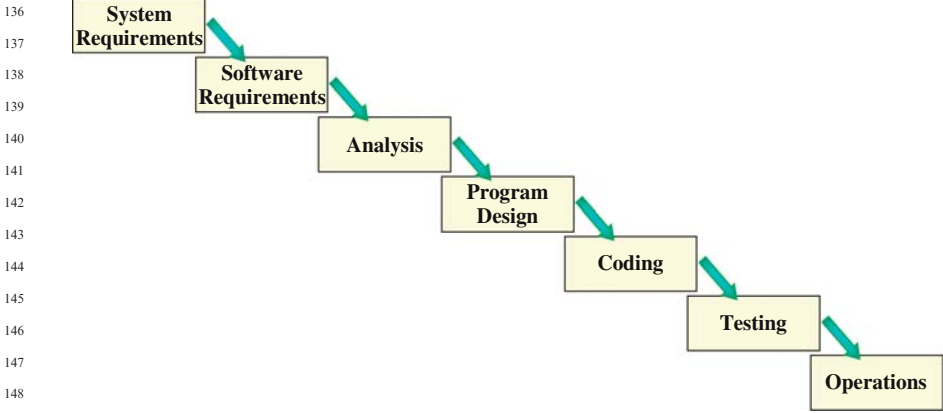 136
System
137
Requirements
138
Software
139
Requirements
140
Analysis
141
142
Program
Design
143
144
Coding
145
146
Testing
147
148
Operations